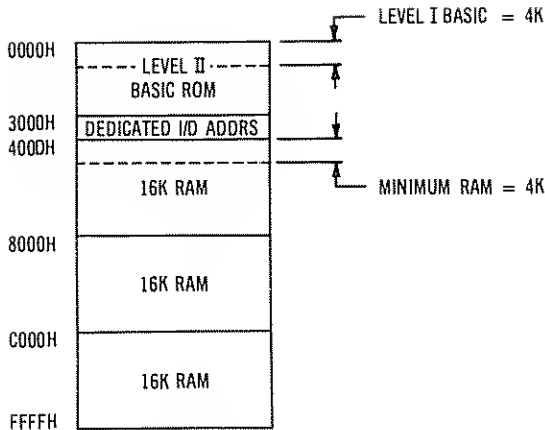 LEVEL I BASIC = 4K
0000H
LEVEL II
BASIC ROM
3000H
DEDICATED I/O ADDRS
4000H
16K RAM
MINIMUM RAM = 4K
8000H
16K RAM
C000H
16K RAM
FFFFH